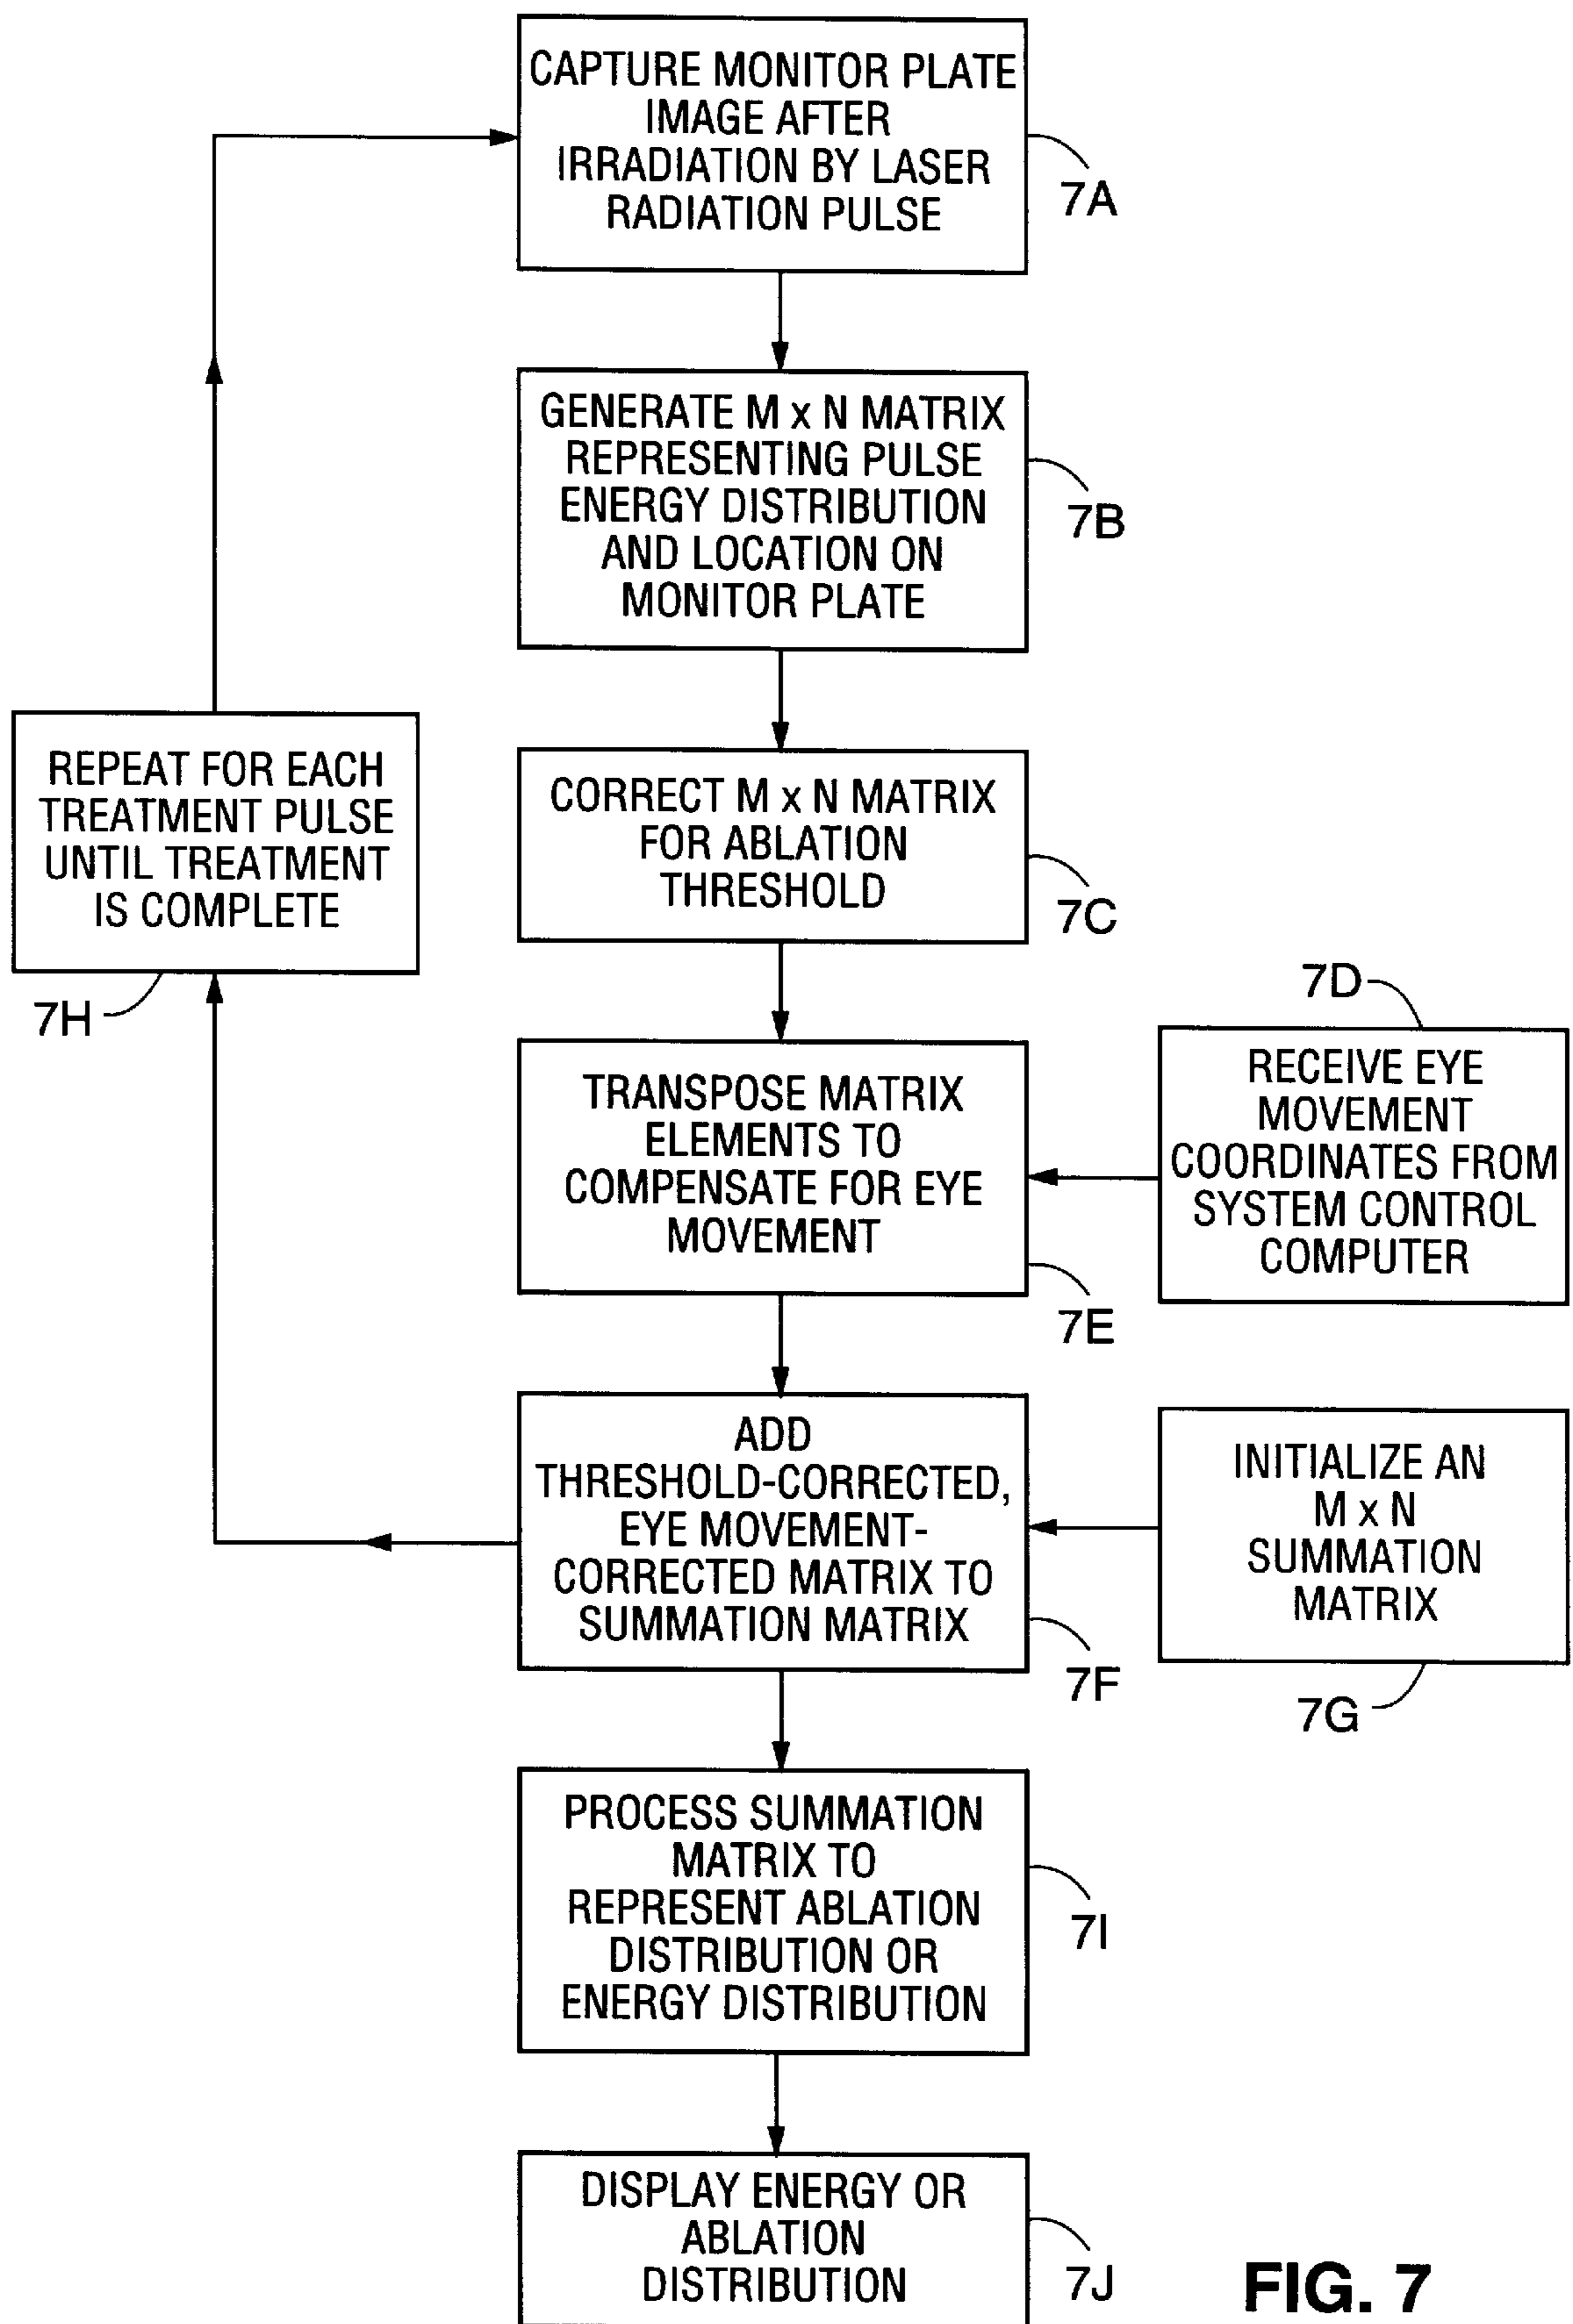 CAPTURE MONITOR PLATE
IMAGE AFTER
IRRADIATION BY LASER
RADIATION PULSE
7A
GENERATE M x N MATRIX
REPRESENTING PULSE
ENERGY DISTRIBUTION
AND LOCATION ON
MONITOR PLATE
7B
REPEAT FOR EACH
TREATMENT PULSE
UNTIL TREATMENT
IS COMPLETE
7H
CORRECT M x N MATRIX
FOR ABLATION
THRESHOLD
7C
7D
RECEIVE EYE
MOVEMENT
COORDINATES FROM
SYSTEM CONTROL
COMPUTER
TRANSPOSE MATRIX
ELEMENTS TO
COMPENSATE FOR EYE
MOVEMENT
7E
ADD
THRESHOLD-CORRECTED,
EYE MOVEMENT-
CORRECTED MATRIX TO
SUMMATION MATRIX
7F
INITIALIZE AN
M x N
SUMMATION
MATRIX
7G
PROCESS SUMMATION
MATRIX TO
REPRESENT ABLATION
DISTRIBUTION OR
ENERGY DISTRIBUTION
7I
DISPLAY ENERGY OR
ABLATION
DISTRIBUTION
7J
FIG. 7